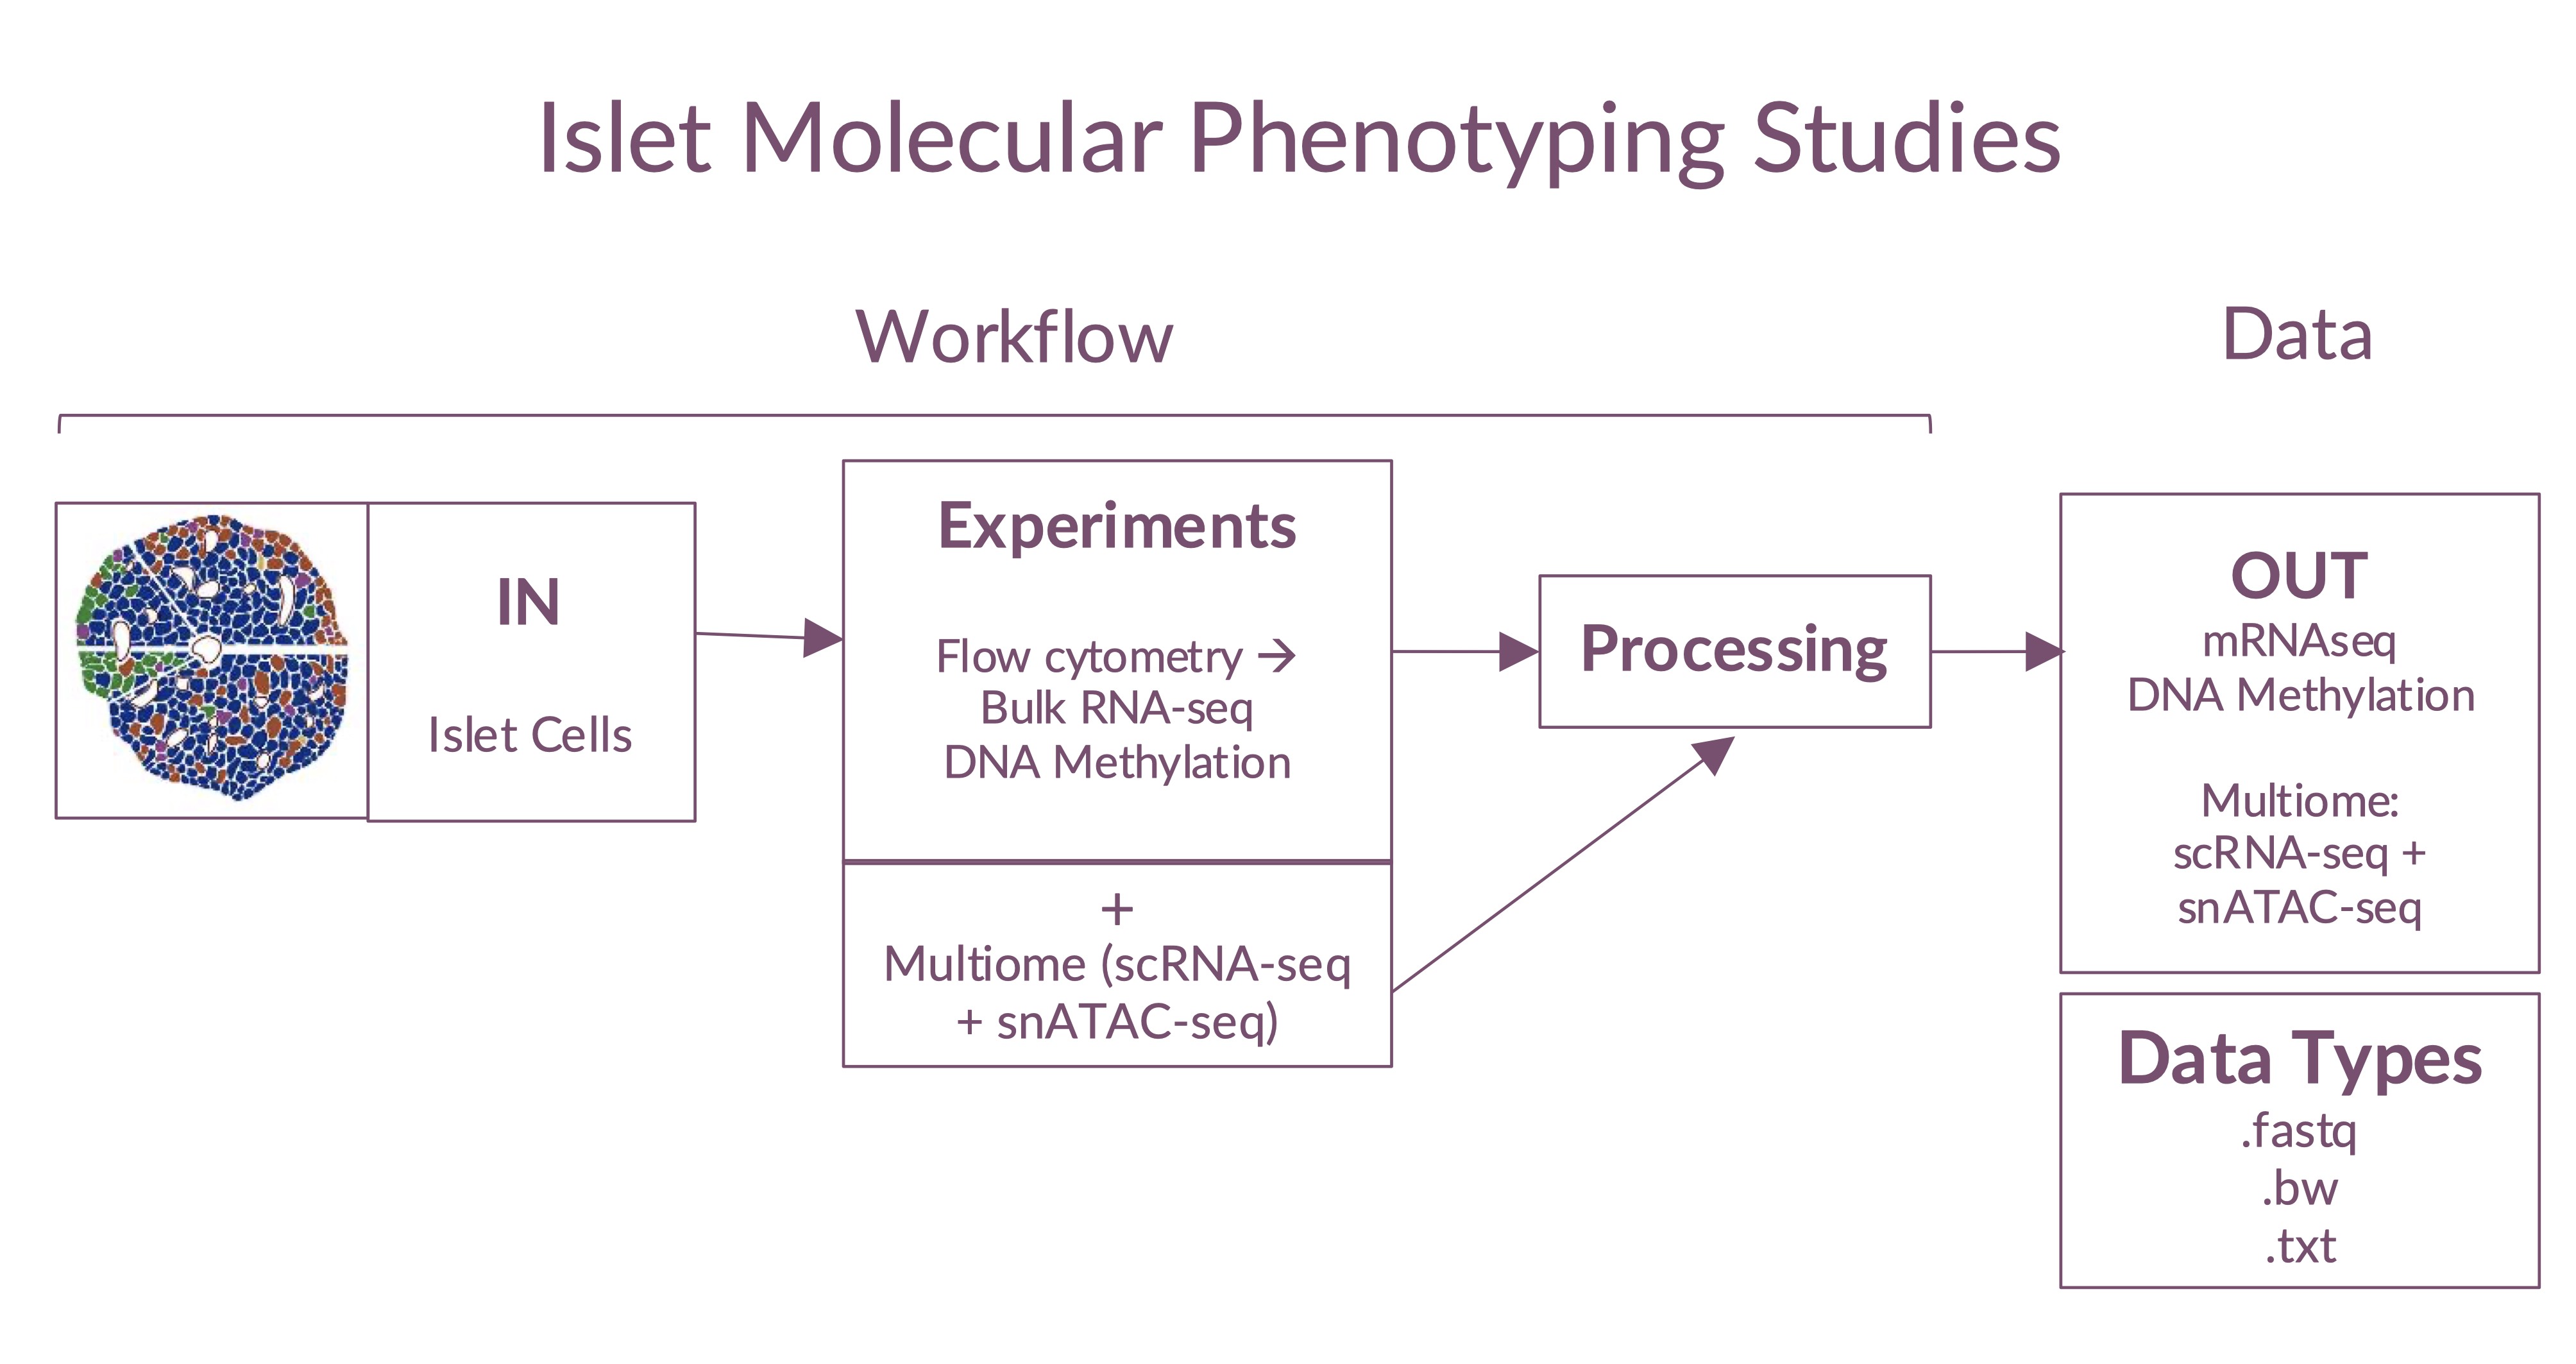 Islet Molecular Phenotyping Studies
Workflow
Data
IN
Islet Cells
Experiments
Flow cytometry →
Bulk RNA-seq
DNA Methylation
+
Multiome (scRNA-seq
+ snATAC-seq)
Processing
OUT
mRNAseq
DNA Methylation
Multiome:
scRNA-seq +
snATAC-seq
Data Types
.fastq
.bw
.txt